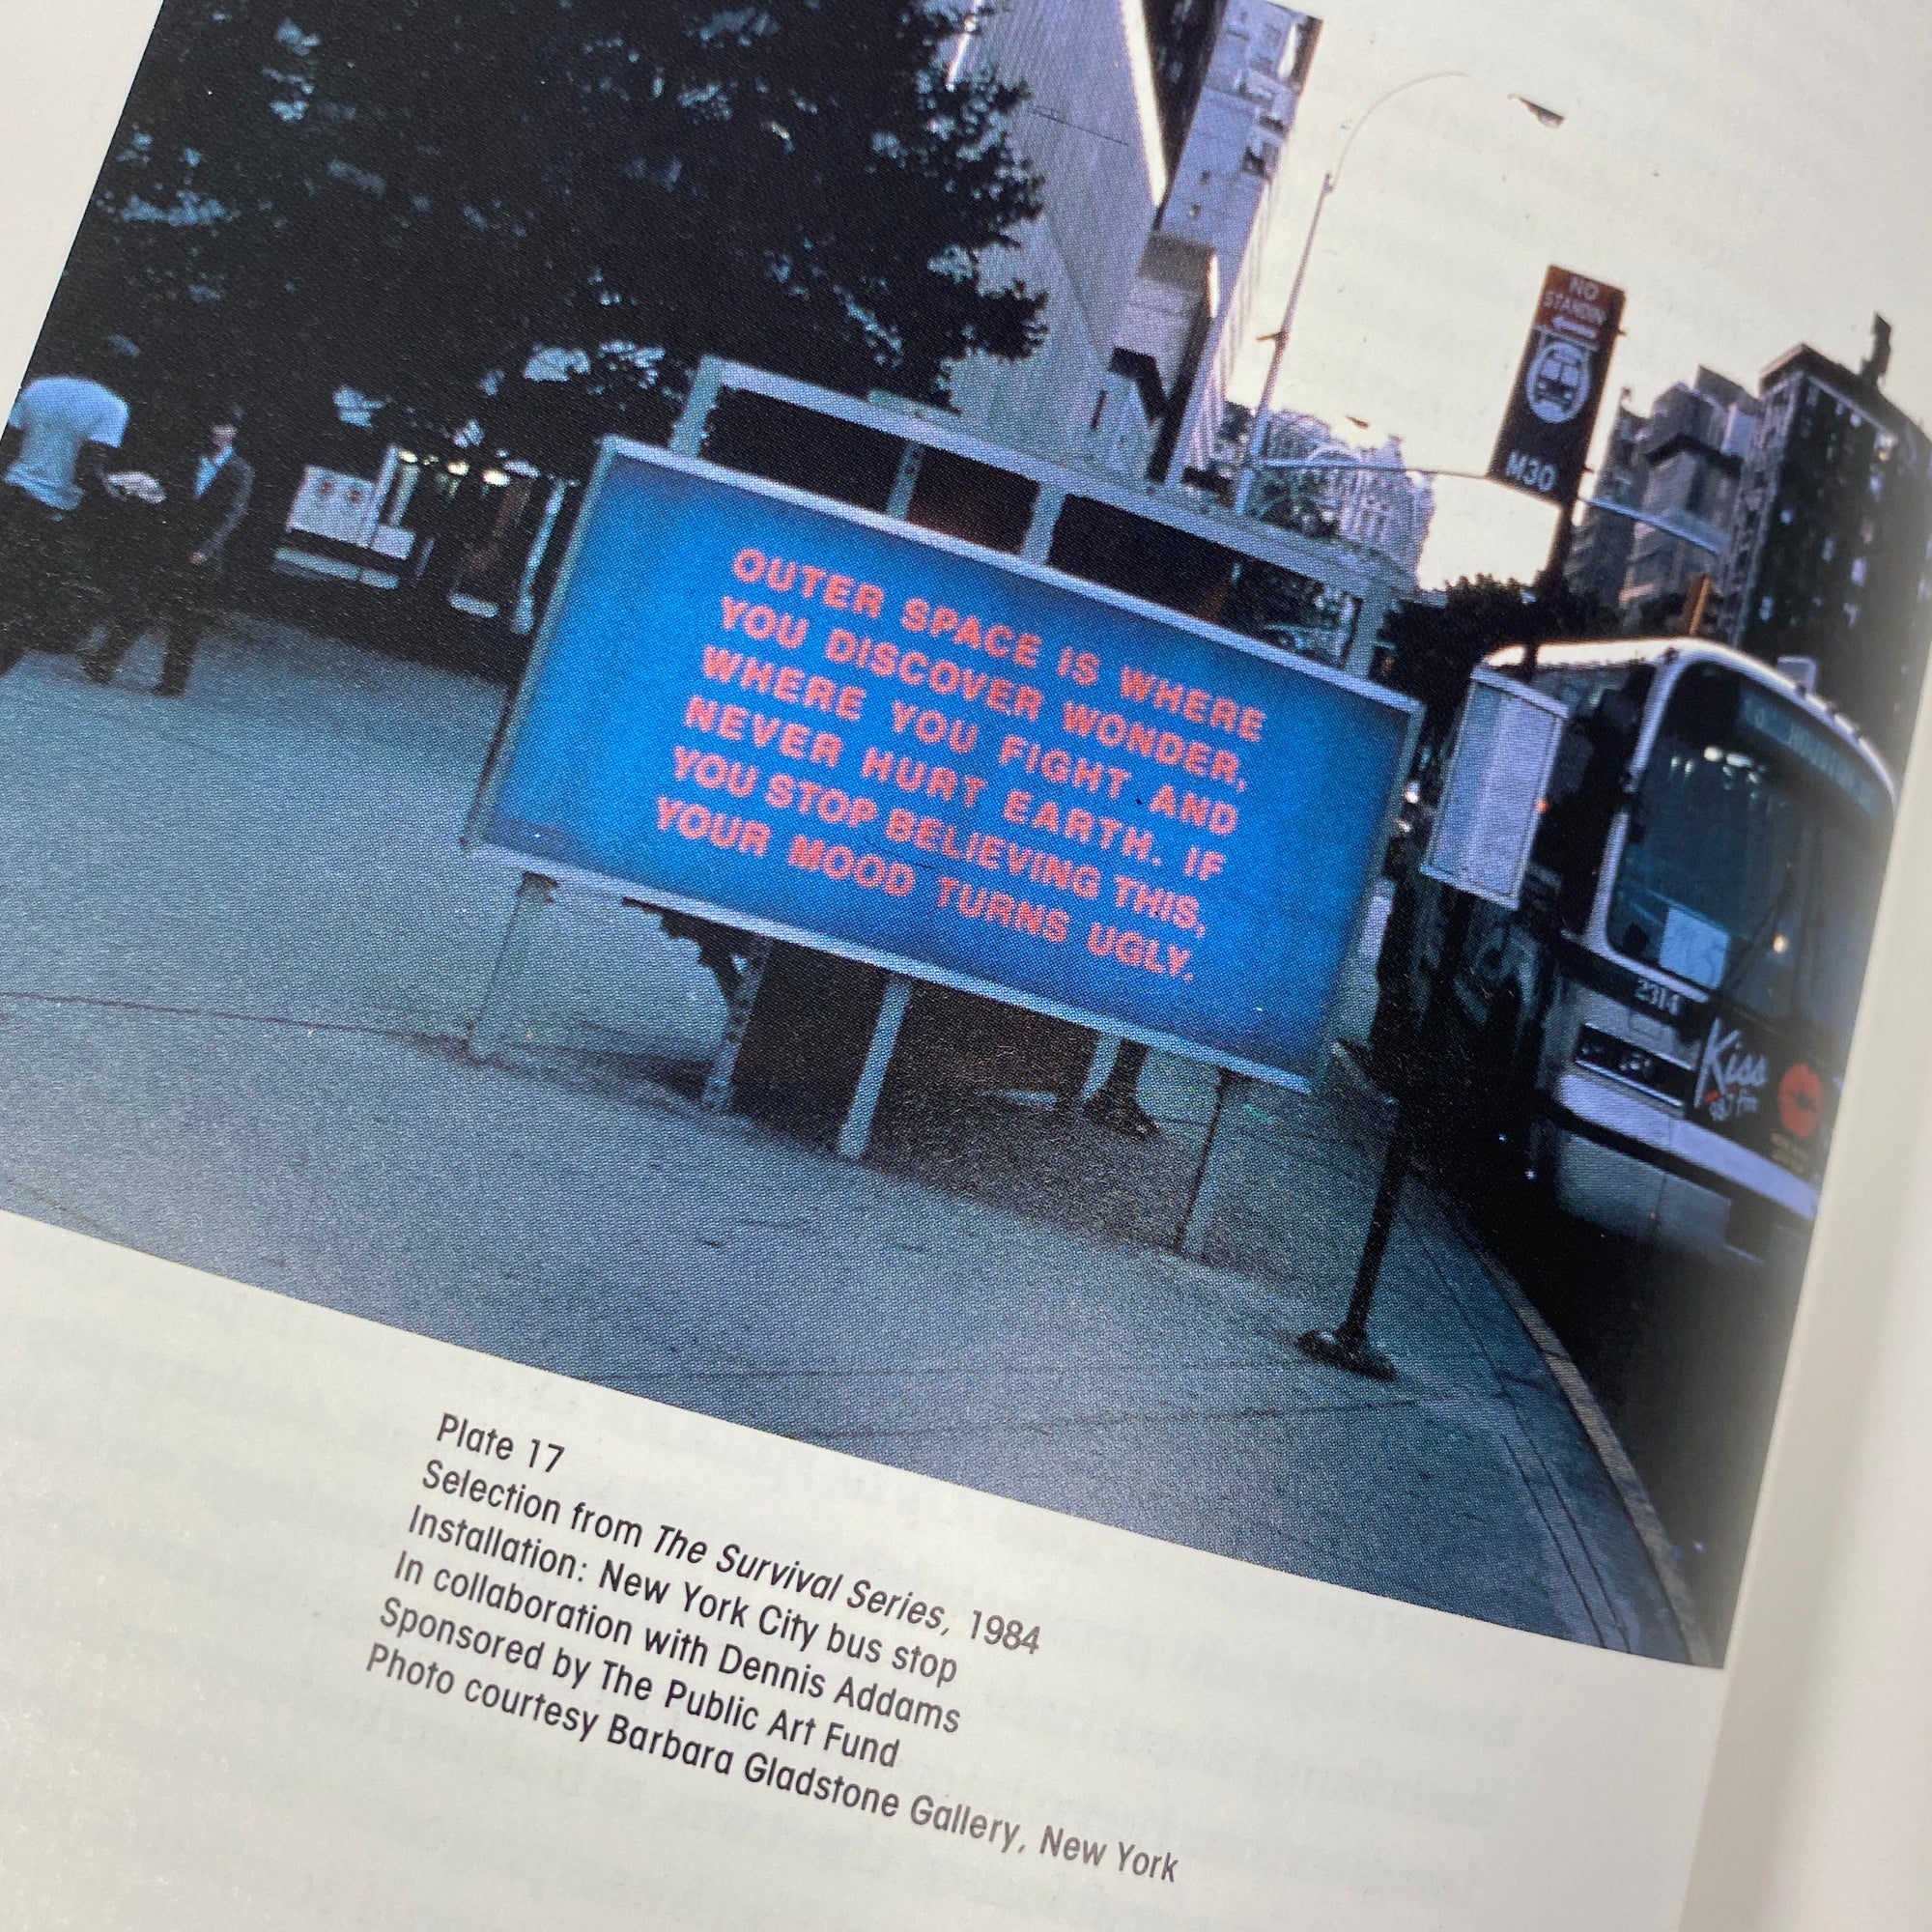 NO
STANDING
M30
OUTER SPACE IS WHERE
YOU DISCOVER WONDER,
WHERE YOU FIGHT AND
NEVER HURT EARTH. IF
YOU STOP BELIEVING THIS,
YOUR MOOD TURNS UGLY.
2314
Kiss
Plate 17
Selection from The Survival Series, 1984
Installation: New York City bus stop
In collaboration with Dennis Addams
Sponsored by The Public Art Fund
Photo courtesy Barbara Gladstone Gallery, New York